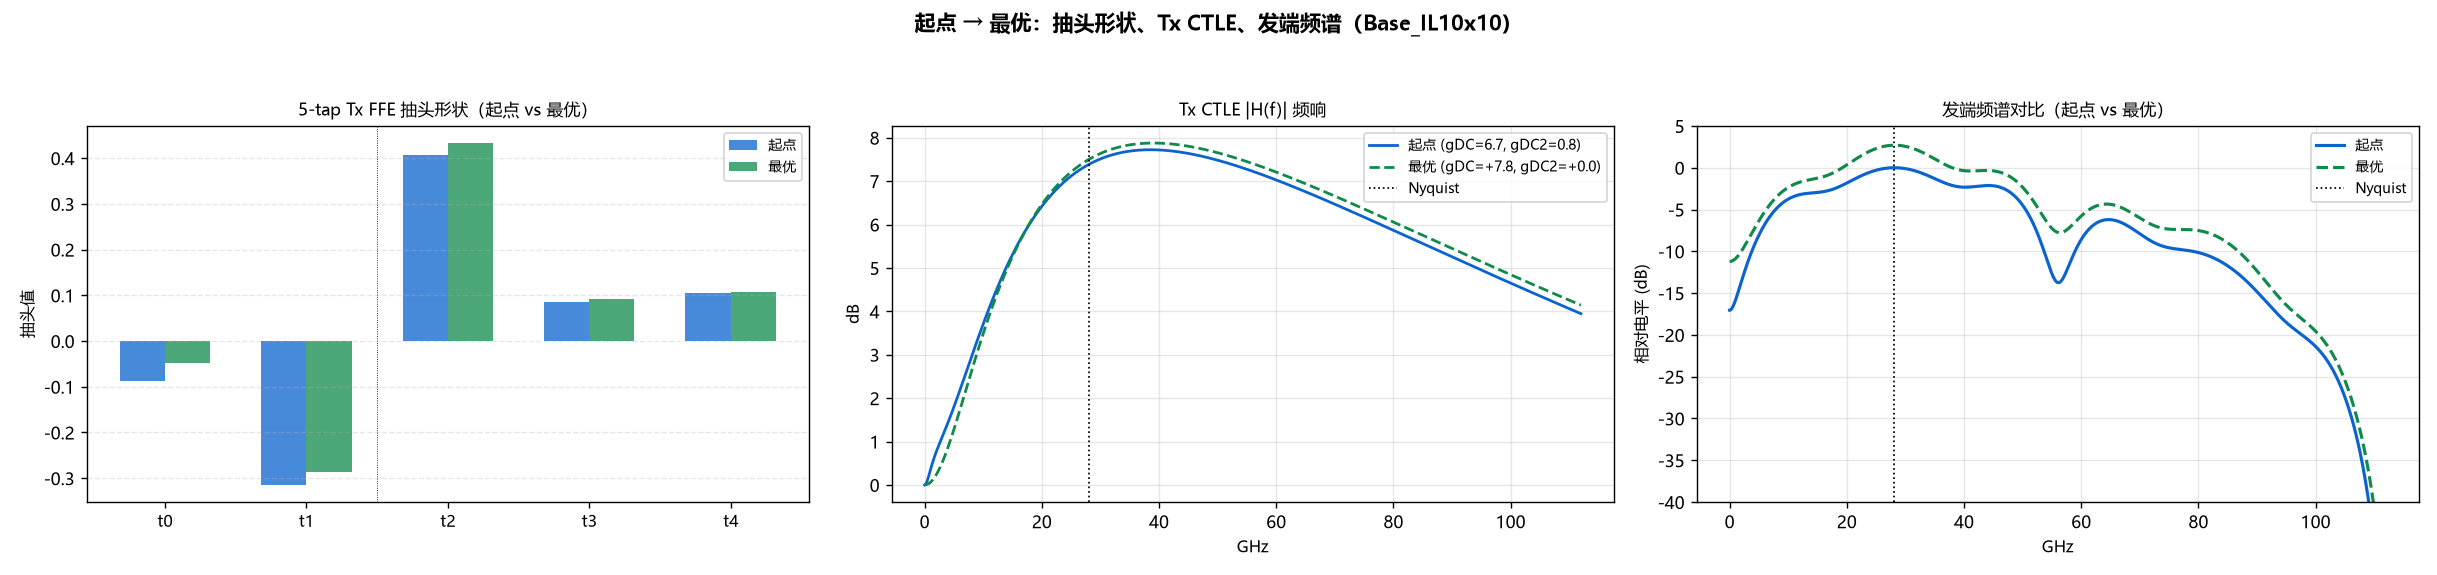 起点 → 最优：抽头形状、Tx CTLE、发端频谱（Base_IL10x10）
5-tap Tx FFE 抽头形状（起点 vs 最优）
抽头值
0.4
0.3
0.2
0.1
0.0
-0.1
-0.2
-0.3
t0
t1
t2
t3
t4
起点
最优
Tx CTLE |H(f)| 频响
dB
8
7
6
5
4
3
2
1
0
0
20
40
60
80
100
GHz
起点 (gDC=6.7, gDC2=0.8)
最优 (gDC=+7.8, gDC2=+0.0)
Nyquist
发端频谱对比（起点 vs 最优）
相对电平 (dB)
5
0
-5
-10
-15
-20
-25
-30
-35
-40
0
20
40
60
80
100
GHz
起点
最优
Nyquist